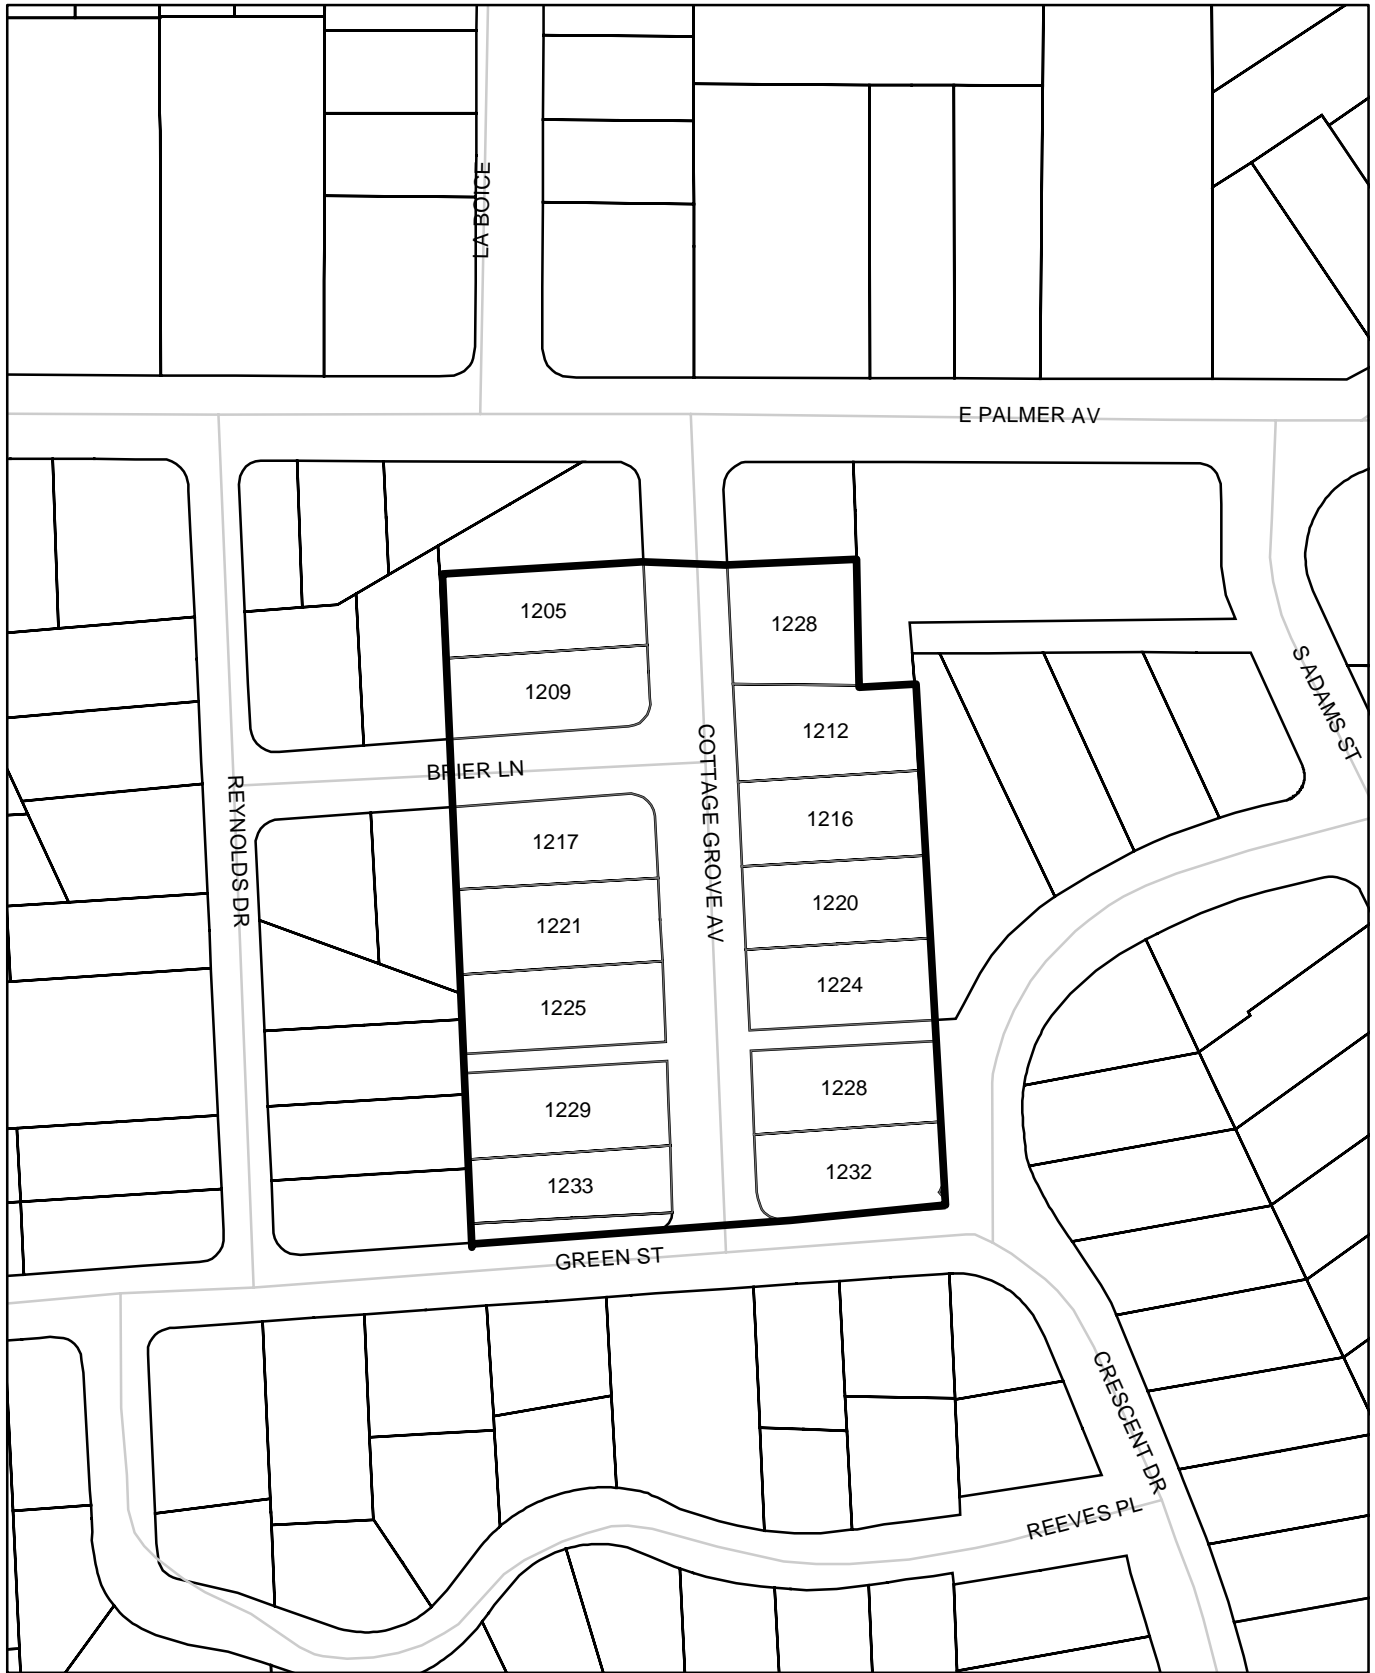 LA BOICE
E PALMER AV
1205
1228
1209
S ADAMS ST
1212
COTTAGE GROVE AV
BRIER LN
REYNOLDS DR
1216
1217
1220
1221
1224
1225
1228
1229
1232
1233
GREEN ST
CRESCENT DR
REEVES PL